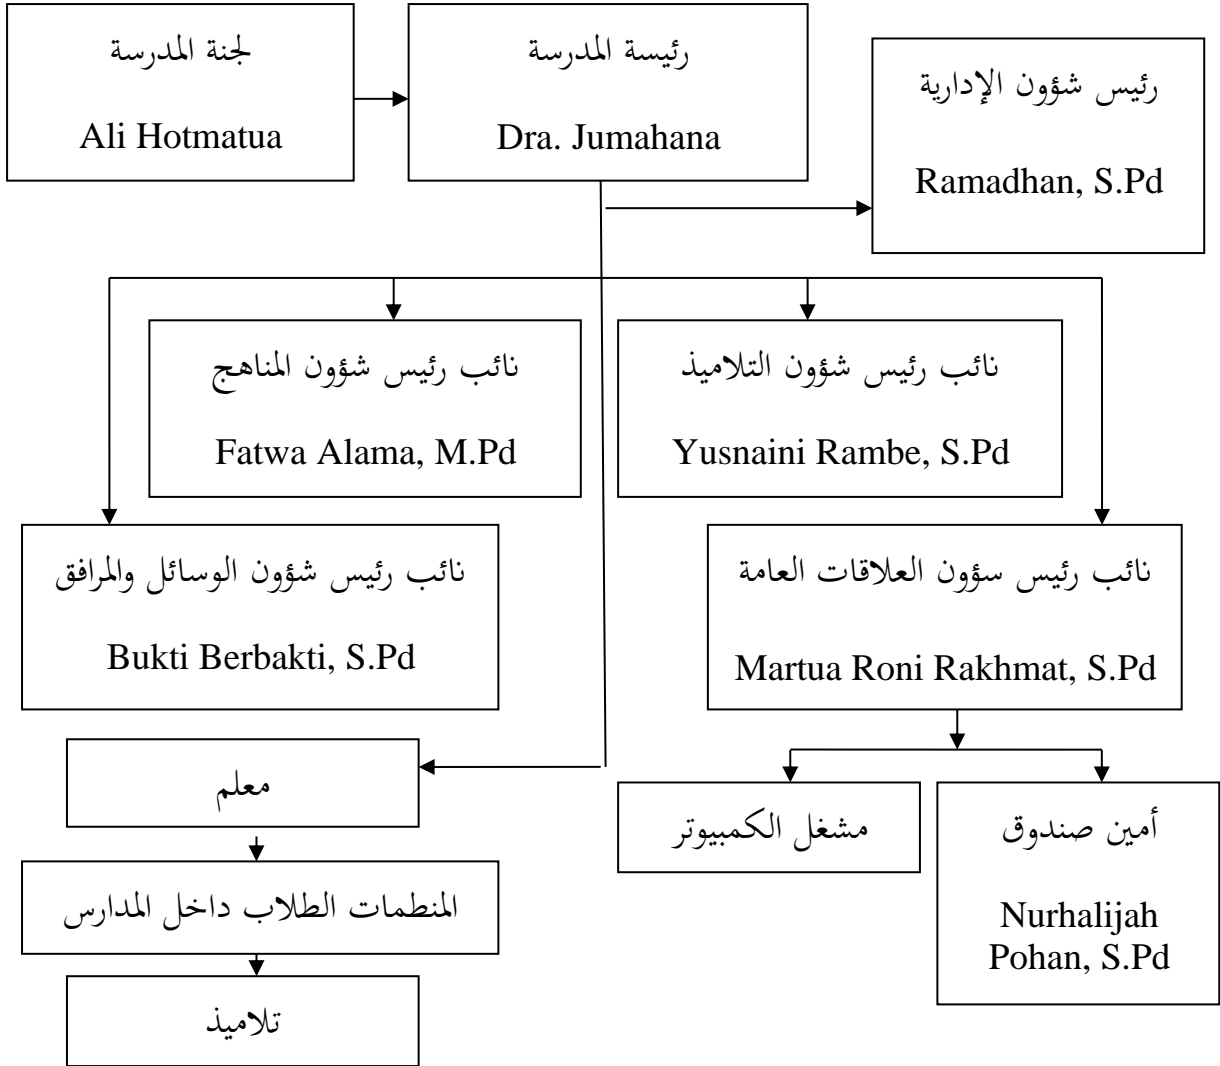 لجنة المدرسة
Ali Hotmatua
رئيسة المدرسة
Dra. Jumahana
رئيس شؤون الإدارية
Ramadhan, S.Pd
نائب رئيس شؤون المناهج
Fatwa Alama, M.Pd
نائب رئيس شؤون التلاميذ
Yusnaini Rambe, S.Pd
نائب رئيس شؤون الوسائل والمرافق
Bukti Berbakti, S.Pd
نائب رئيس سؤون العلاقات العامة
Martua Roni Rakhmat, S.Pd
معلم
مشغل الكمبيوتر
أمين صندوق
Nurhalijah
Pohan, S.Pd
المنطمات الطلاب داخل المدارس
تلاميذ